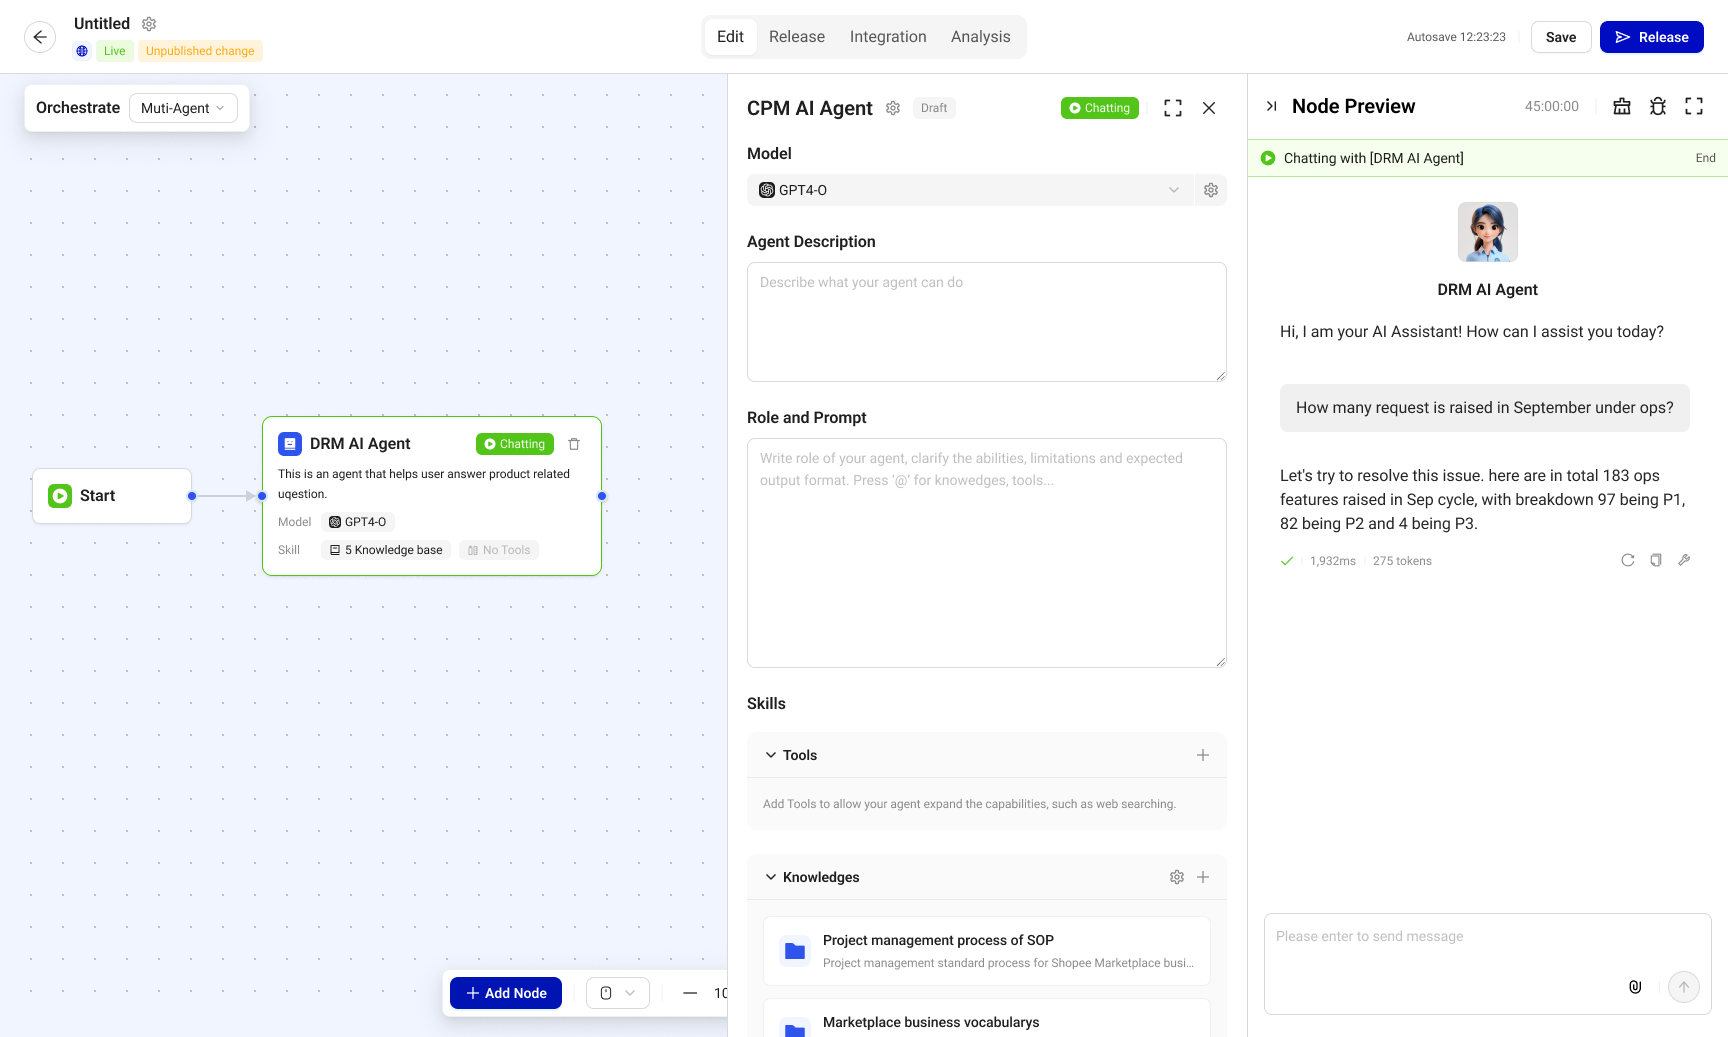 Untitled
Live
Unpublished change
Edit
Release
Integration
Analysis
Autosave 12:23:23
Save
Release
Orchestrate
Muti-Agent
Start
DRM AI Agent
Chatting
This is an agent that helps user answer product related
uqestion.
Model
GPT4-O
Skill
5 Knowledge base
No Tools
Add Node
CPM AI Agent
Draft
Chatting
Model
GPT4-O
Agent Description
Describe what your agent can do
Role and Prompt
Write role of your agent, clarify the abilities, limitations and expected
output format. Press '@' for knowedges, tools...
Skills
Tools
Add Tools to allow your agent expand the capabilities, such as web searching.
Knowledges
Project management process of SOP
Project management standard process for Shopee Marketplace busi...
Marketplace business vocabularys
Node Preview
45:00:00
Chatting with [DRM AI Agent]
End
DRM AI Agent
Hi, I am your AI Assistant! How can I assist you today?
How many request is raised in September under ops?
Let's try to resolve this issue. here are in total 183 ops
features raised in Sep cycle, with breakdown 97 being P1,
82 being P2 and 4 being P3.
1,932ms
275 tokens
Please enter to send message